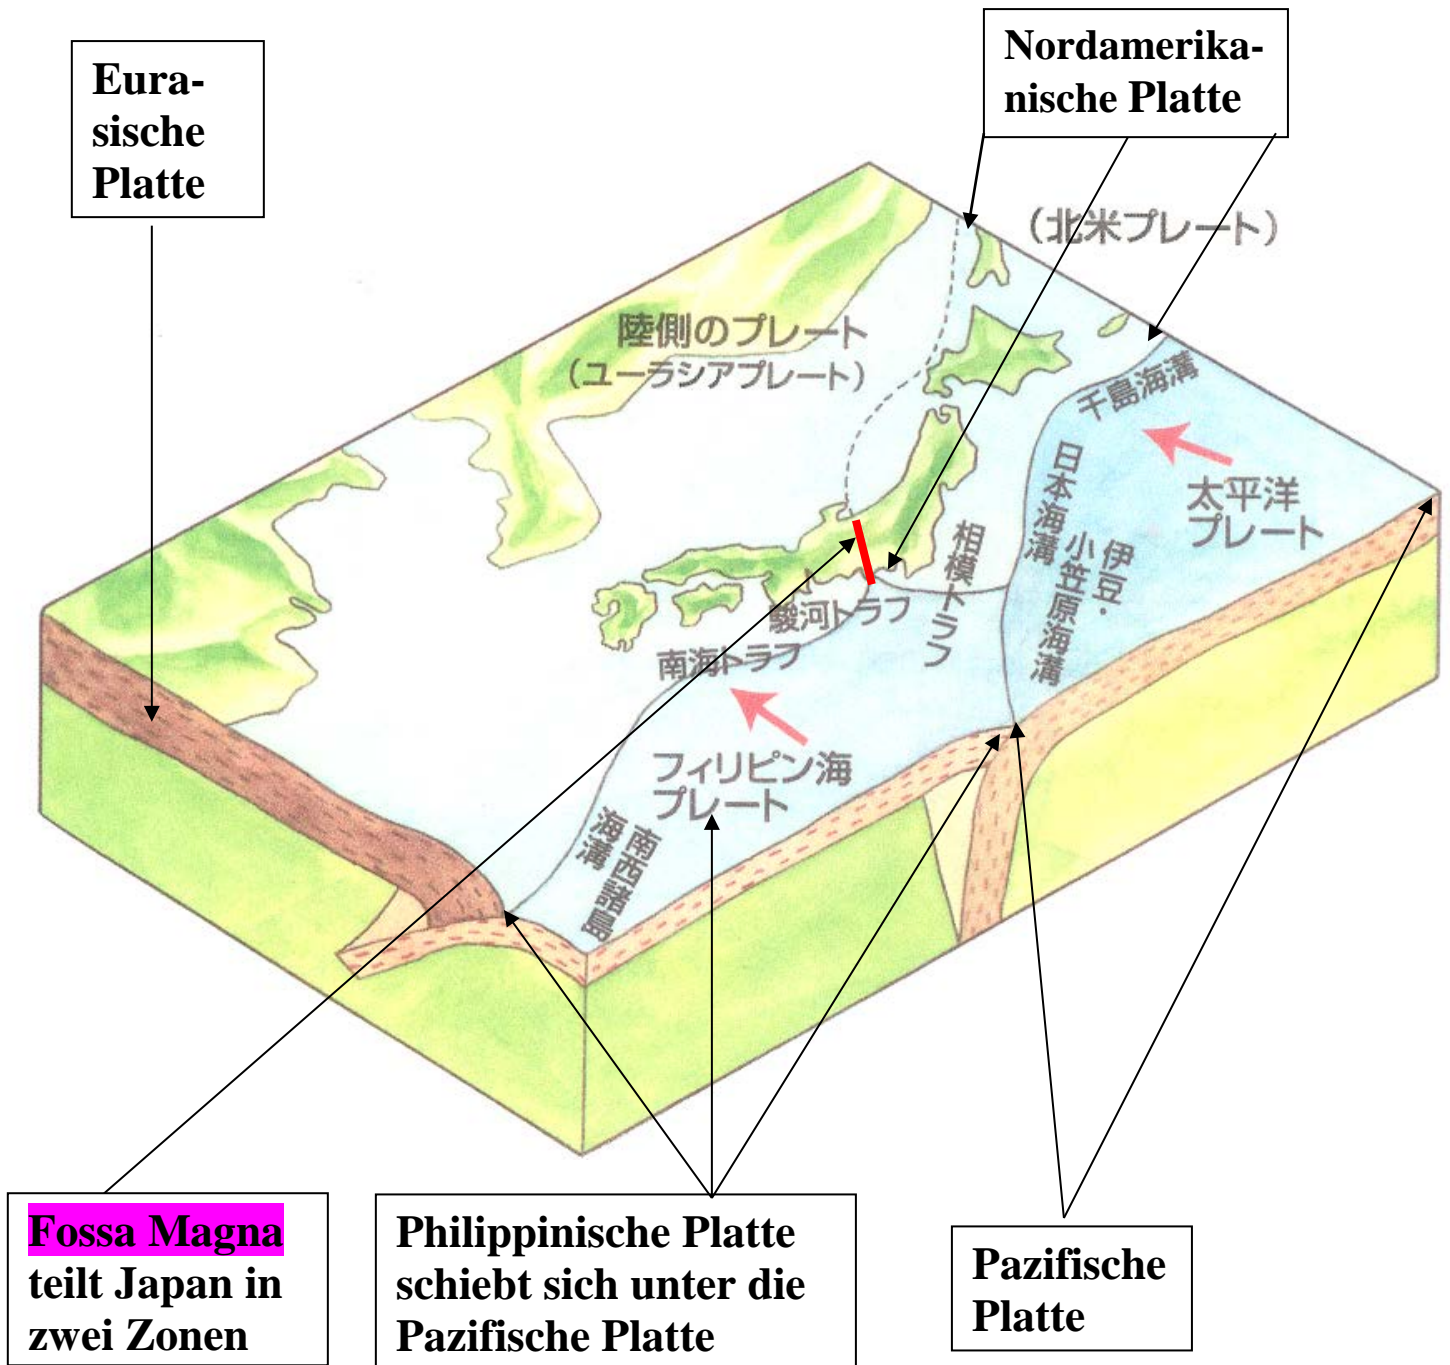 Eura-
sische
Platte
Nordamerika-
nische Platte
（北米プレート）
陸側のプレート
（ユーラシアプレート）
千島海溝
日本海溝
太平洋
プレート
伊豆・
小笠原海溝
相模トラフ
駿河トラフ
南海トラフ
フィリピン海
プレート
南西諸島
海溝
Fossa Magna
teilt Japan in
zwei Zonen
Philippinische Platte
schiebt sich unter die
Pazifische Platte
Pazifische
Platte